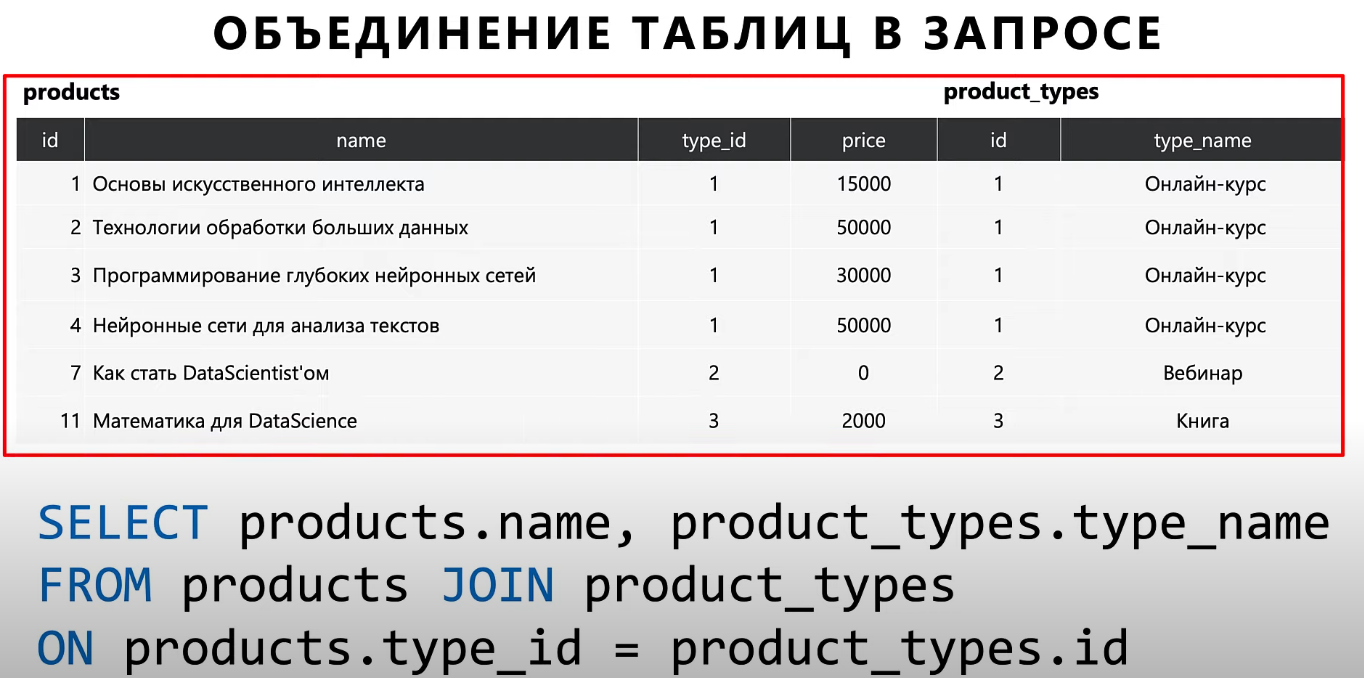 ОБЪЕДИНЕНИЕ ТАБЛИЦ В ЗАПРОСЕ
products product_types
id name type_id price id type_name
1 Основы искусственного интеллекта 1 15000 1 Онлайн-курс
2 Технологии обработки больших данных 1 50000 1 Онлайн-курс
3 Программирование глубоких нейронных сетей 1 30000 1 Онлайн-курс
4 Нейронные сети для анализа текстов 1 50000 1 Онлайн-курс
7 Как стать DataScientist'ом 2 0 2 Вебинар
11 Математика для DataScience 3 2000 3 Книга
SELECT products.name, product_types.type_name
FROM products JOIN product_types
ON products.type_id = product_types.id